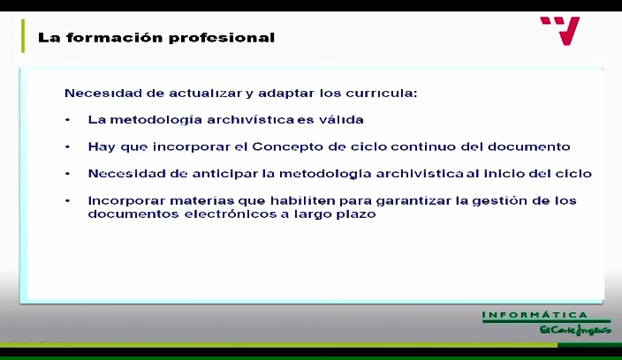 La formación profesional
Necesidad de actualizar y adaptar los curricula:
• La metodología archivística es válida
• Hay que incorporar el Concepto de ciclo continuo del documento
• Necesidad de anticipar la metodología archivistica al inicio del ciclo
• Incorporar materias que habiliten para garantizar la gestión de los
documentos electrónicos a largo plazo
INFORMÁTICA
El Corte Inglés